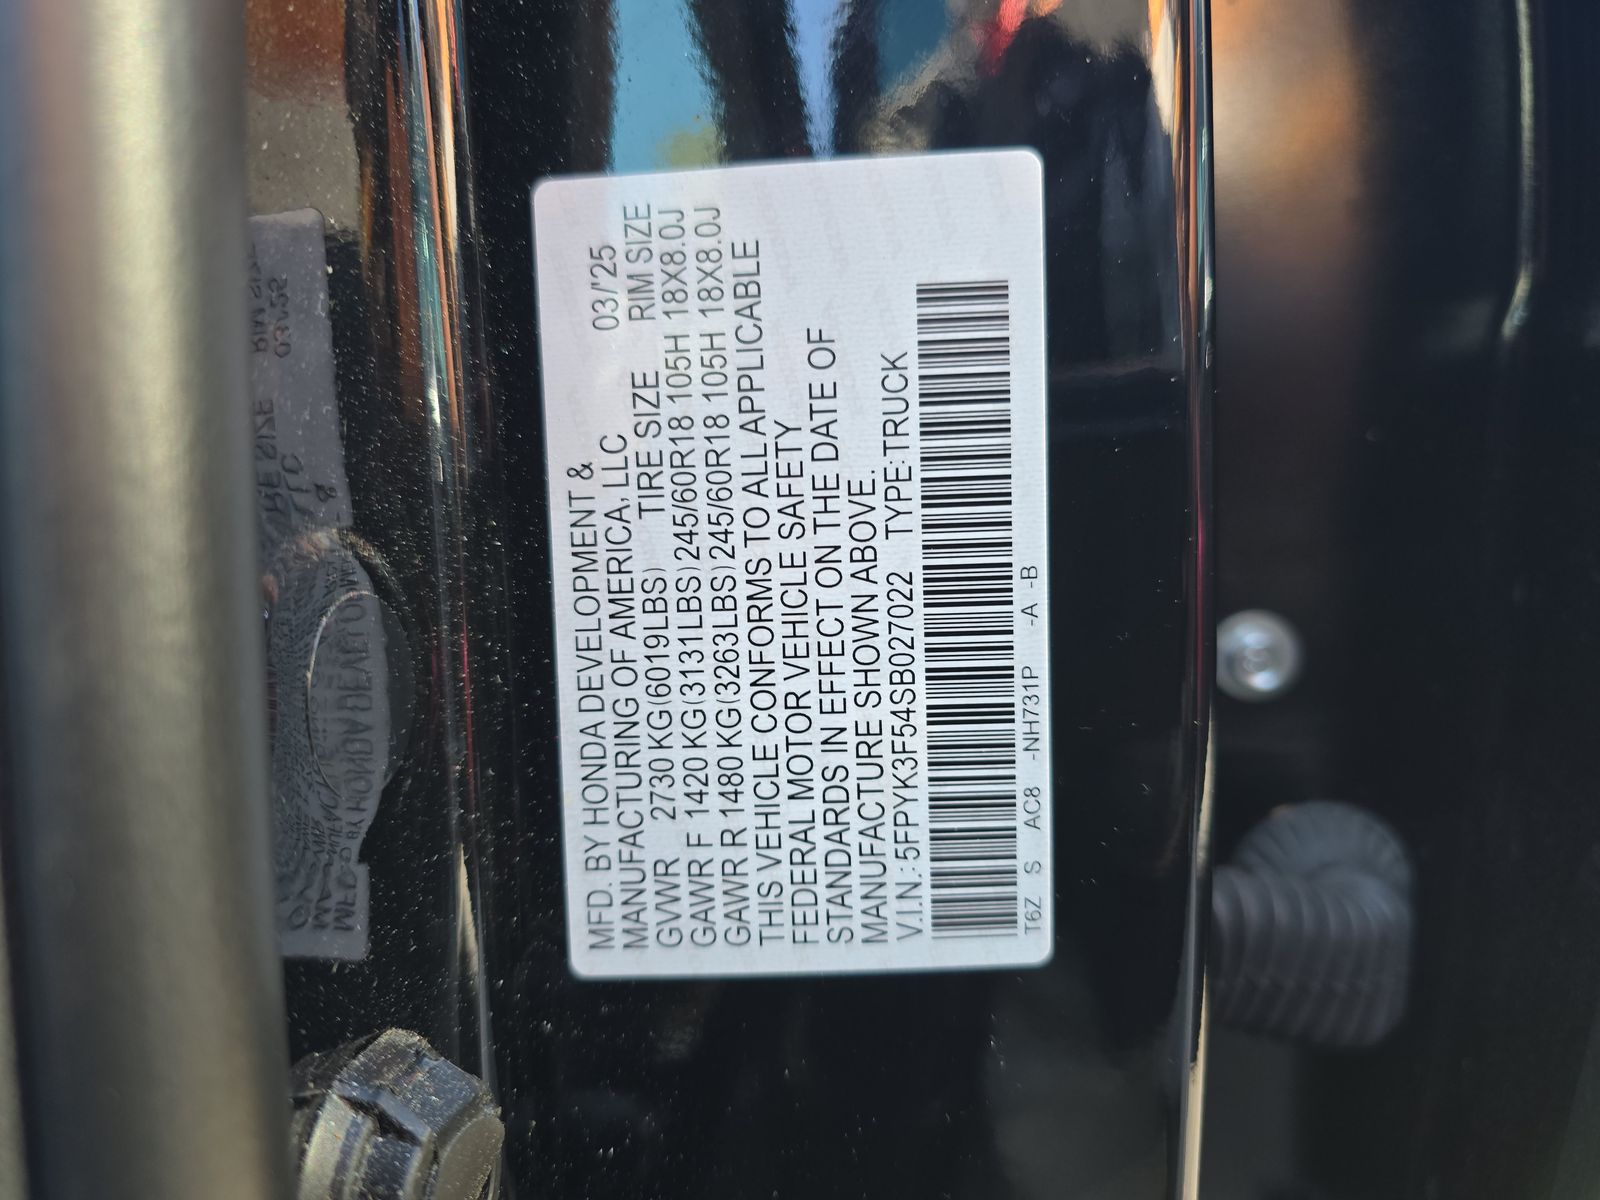 MFD. BY HONDA DEVELOPMENT &
MANUFACTURING OF AMERICA, LLC 03/'25
GVWR 2730 KG(6019LBS) TIRE SIZE RIM SIZE
GAWR F 1420 KG(3131LBS) 245/60R18 105H 18X8.0J
GAWR R 1480 KG(3263LBS) 245/60R18 105H 18X8.0J
THIS VEHICLE CONFORMS TO ALL APPLICABLE
FEDERAL MOTOR VEHICLE SAFETY
STANDARDS IN EFFECT ON THE DATE OF
MANUFACTURE SHOWN ABOVE.
V.I.N.:5FPYK3F54SB027022 TYPE:TRUCK
T6Z S AC8 -NH731P -A -B